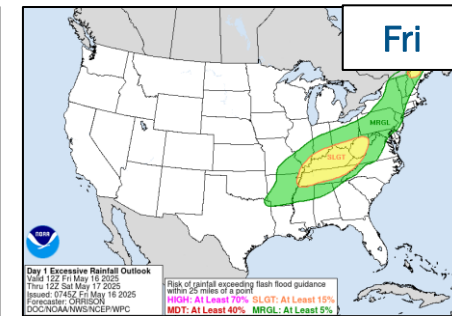 Fri
MRGL
SLGT
NOAA
Day 1 Excessive Rainfall Outlook
Valid 12Z Fri May 16 2025
Thru 12Z Sat May 17 2025
Issued: 0745Z Fri May 16 2025
Forecaster: ORRISON
DOC/NOAA/NWS/NCEP/WPC
Risk of rainfall exceeding flash flood guidance
within 25 miles of a point
HIGH: At Least 70% SLGT: At Least 15%
MDT: At Least 40% MRGL: At Least 5%